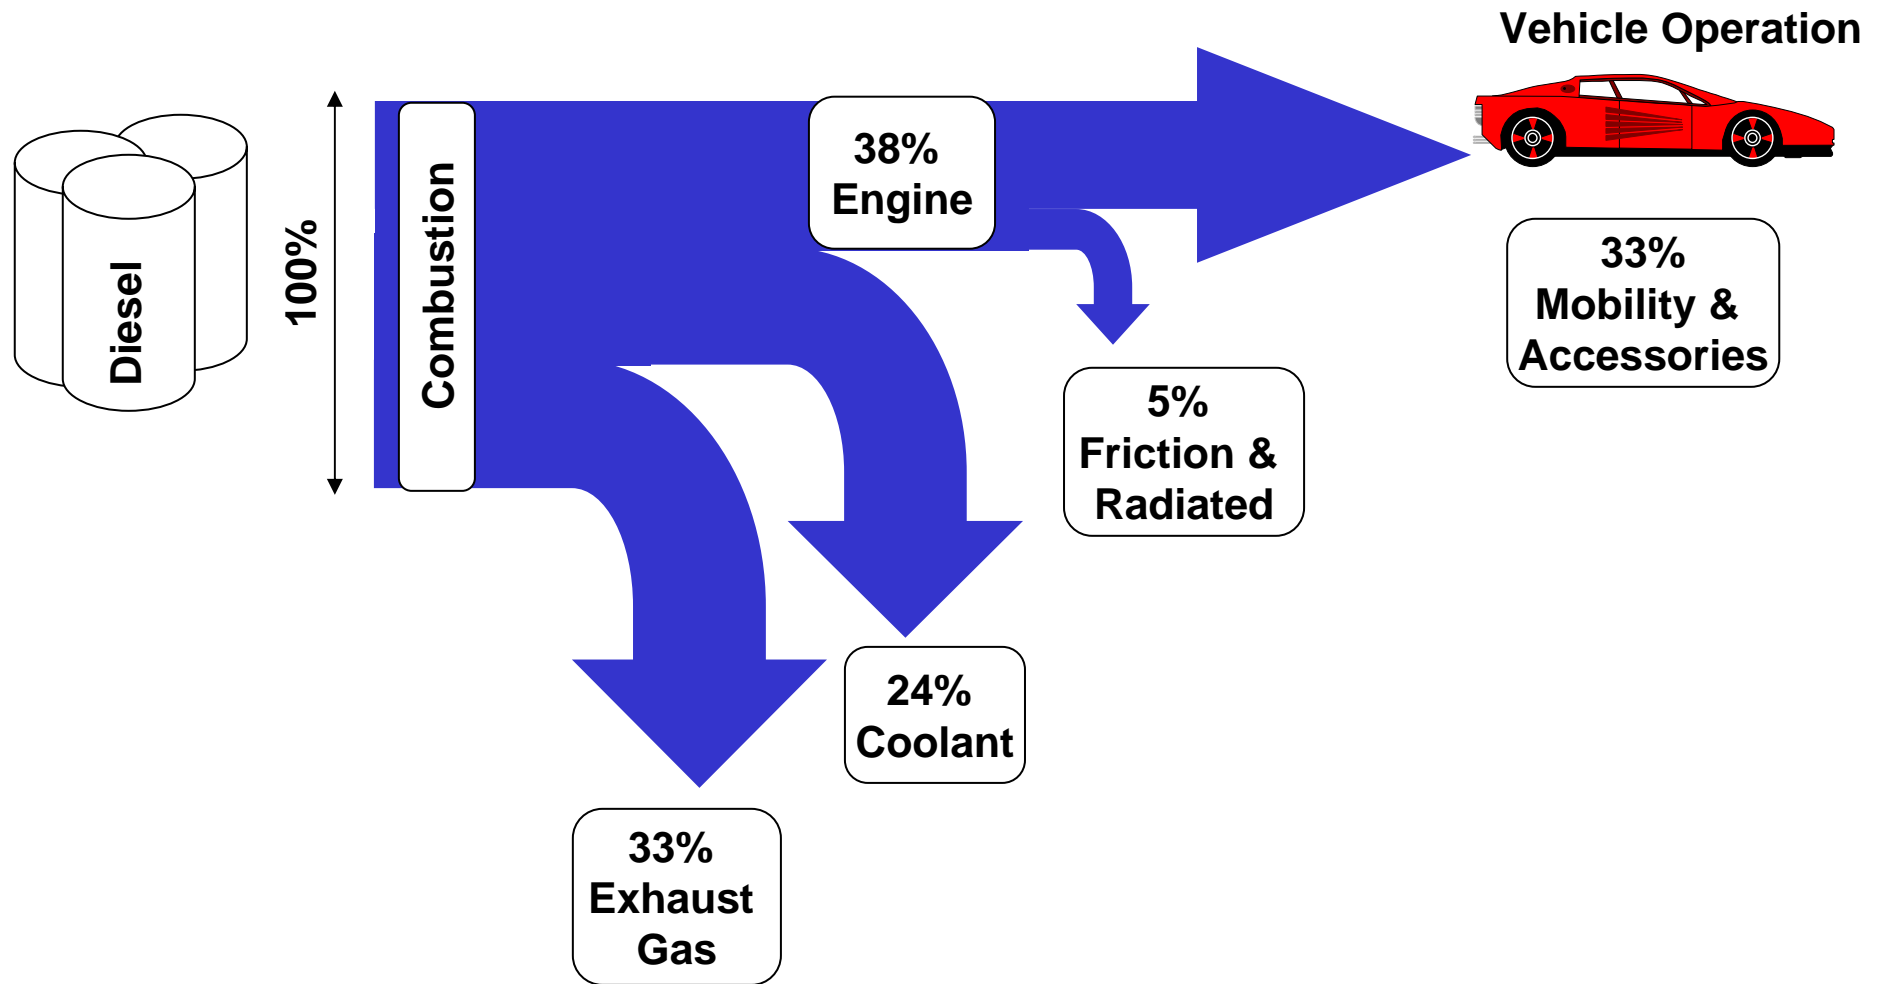 Vehicle Operation
Diesel
100%
Combustion
38%
Engine
33%
Mobility &
Accessories
5%
Friction &
Radiated
24%
Coolant
33%
Exhaust
Gas